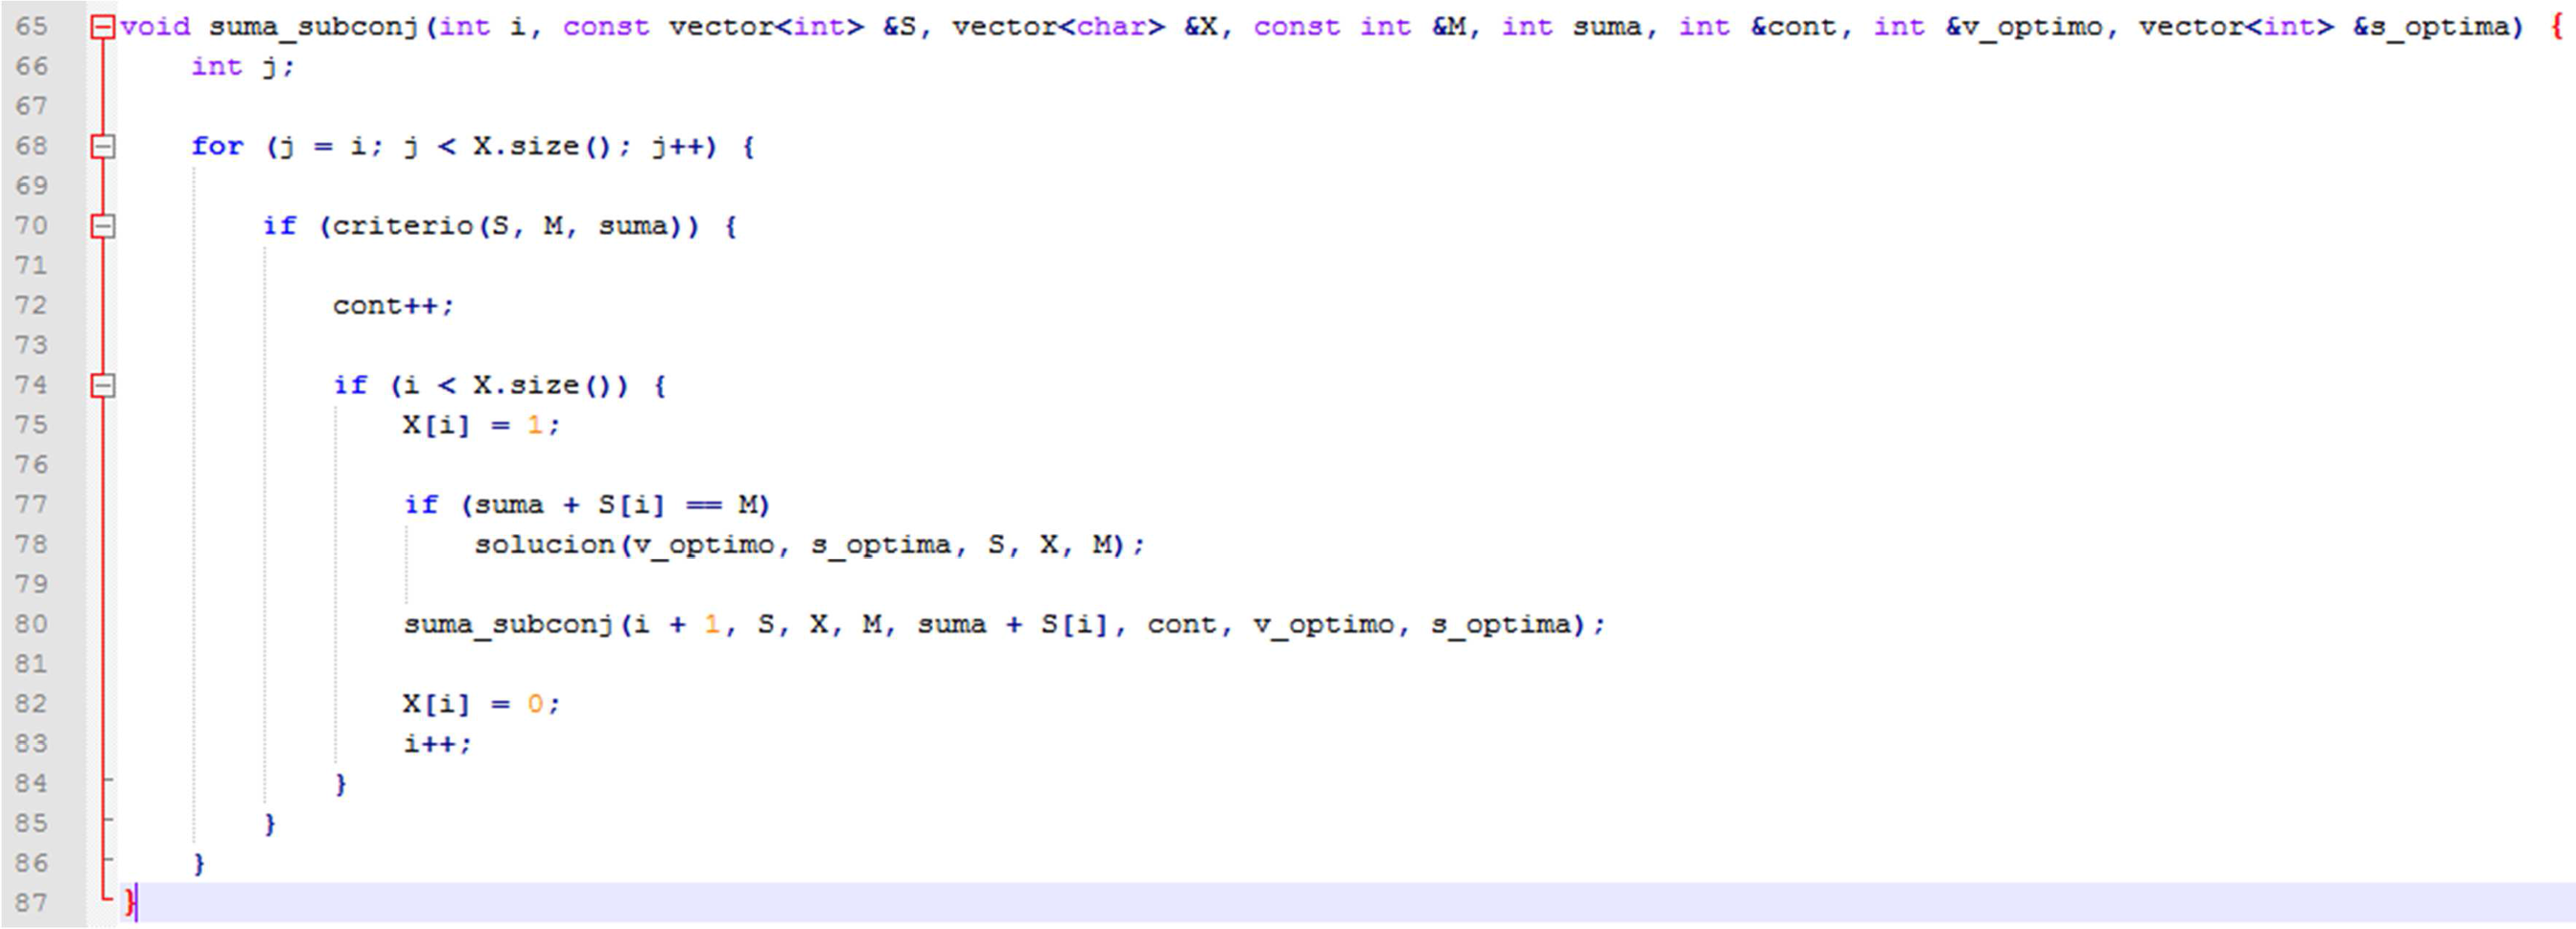 65 void suma_subconj(int i, const vector<int> &S, vector<char> &X, const int &M, int suma, int &cont, int &v_optimo, vector<int> &s_optima) {
66     int j;
67
68     for (j = i; j < X.size(); j++) {
69
70         if (criterio(S, M, suma)) {
71
72             cont++;
73
74             if (i < X.size()) {
75                 X[i] = 1;
76
77                 if (suma + S[i] == M)
78                     solucion(v_optimo, s_optima, S, X, M);
79
80                 suma_subconj(i + 1, S, X, M, suma + S[i], cont, v_optimo, s_optima);
81
82                 X[i] = 0;
83                 i++;
84             }
85         }
86     }
87 }